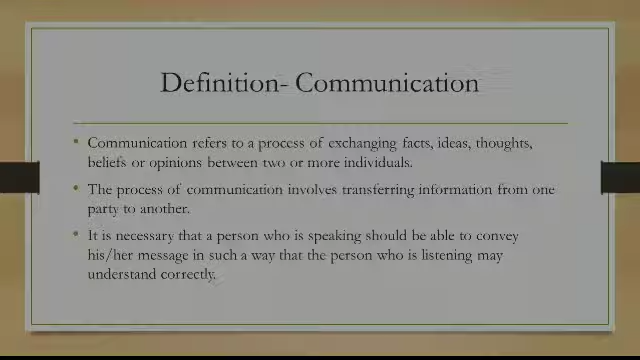 Definition- Communication
• Communication refers to a process of exchanging facts, ideas, thoughts,
beliefs or opinions between two or more individuals.
• The process of communication involves transferring information from one
party to another.
• It is necessary that a person who is speaking should be able to convey
his/her message in such a way that the person who is listening may
understand correctly.